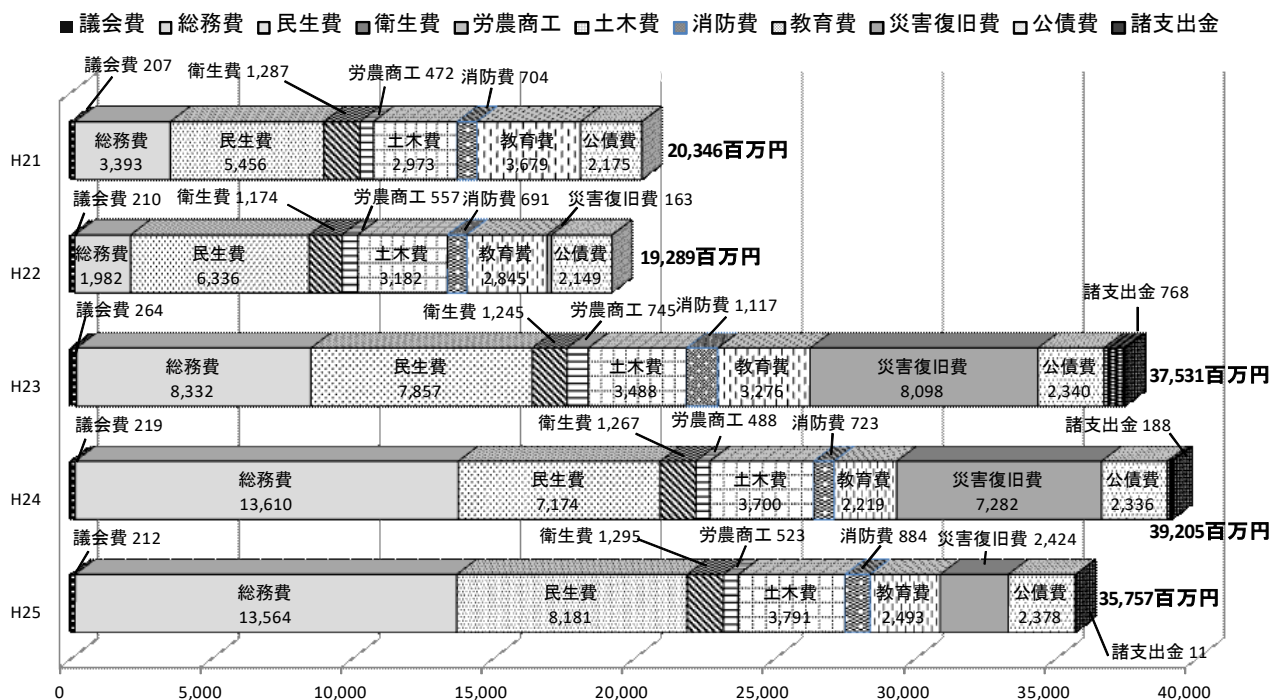 ■議会費 □総務費 □民生費 ■衛生費 □労農商工 □土木費 ■消防費 □教育費 □災害復旧費 □公債費 ■諸支出金
議会費 207 衛生費 1,287 労農商工 472 消防費 704
H21 総務費 3,393 民生費 5,456 土木費 2,973 教育費 3,679 公債費 2,175 20,346百万円
議会費 210 衛生費 1,174 労農商工 557 消防費 691 災害復旧費 163
H22 総務費 1,982 民生費 6,336 土木費 3,182 教育費 2,845 公債費 2,149 19,289百万円
議会費 264 衛生費 1,245 労農商工 745 消防費 1,117 諸支出金 768
H23 総務費 8,332 民生費 7,857 土木費 3,488 教育費 3,276 災害復旧費 8,098 公債費 2,340 37,531百万円
議会費 219 衛生費 1,267 労農商工 488 消防費 723 諸支出金 188
H24 総務費 13,610 民生費 7,174 土木費 3,700 教育費 2,219 災害復旧費 7,282 公債費 2,336 39,205百万円
議会費 212 衛生費 1,295 労農商工 523 消防費 884 災害復旧費 2,424
H25 総務費 13,564 民生費 8,181 土木費 3,791 教育費 2,493 公債費 2,378 35,757百万円
諸支出金 11
0 5,000 10,000 15,000 20,000 25,000 30,000 35,000 40,000